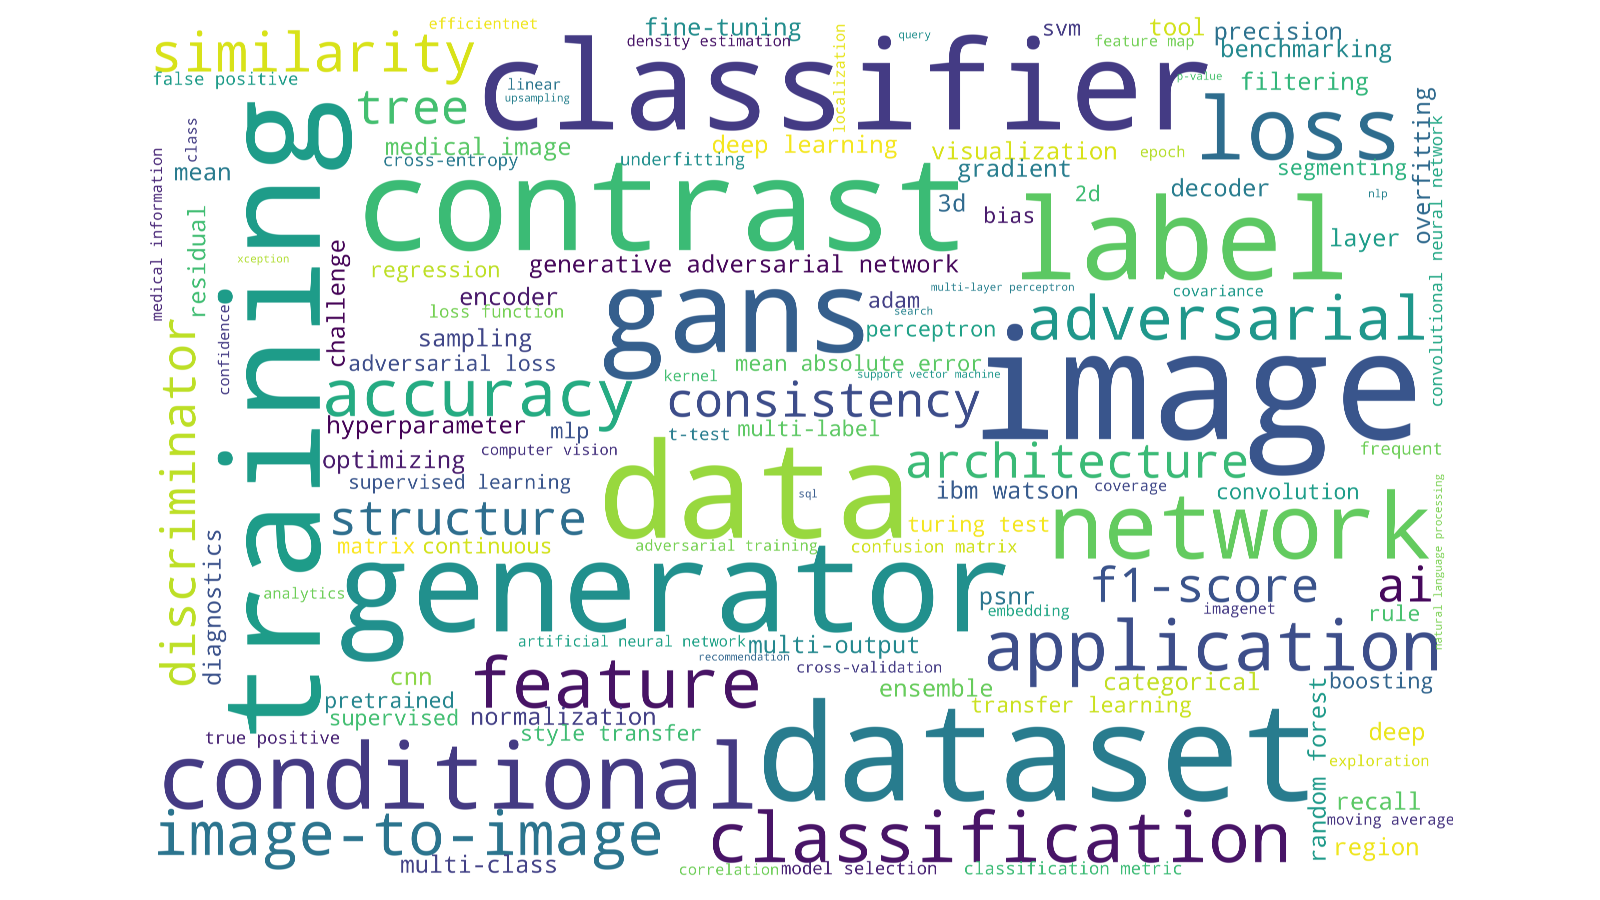 efficientnet
fine-tuning
svm
tool
precision
similarity
classifier
density estimation
query
feature map
benchmarking
false positive
linear
localization
p-value
filtering
upsampling
tree
loss
overfitting
training
class
medical image
deep learning
visualization
epoch
convolutional neural network
cross-entropy
underfitting
gradient
segmenting
mean
contrast
3d
2d
decoder
nlp
medical information
residual
bias
label
layer
xception
challenge
regression
generative adversarial network
encoder
gans
adam
multi-layer perceptron
covariance
loss function
search
adversarial
confidence
sampling
perceptron
image
discriminator
adversarial loss
mean absolute error
kernel
support vector machine
accuracy
consistency
hyperparameter
mlp
t-test
multi-label
computer vision
data
architecture
frequent
optimizing
supervised learning
sql
ibm watson
coverage
convolution
natural language processing
structure
turing test
network
matrix
continuous
adversarial training
confusion matrix
diagnostics
generator
analytics
psnr
f1-score
ai
embedding
imagenet
rule
artificial neural network
multi-output
application
recommendation
cross-validation
cnn
feature
ensemble
categorical
boosting
pretrained
transfer learning
supervised
normalization
random forest
true positive
style transfer
dataset
deep
conditional
exploration
recall
image-to-image
classification
moving average
region
multi-class
correlation
model selection
classification metric